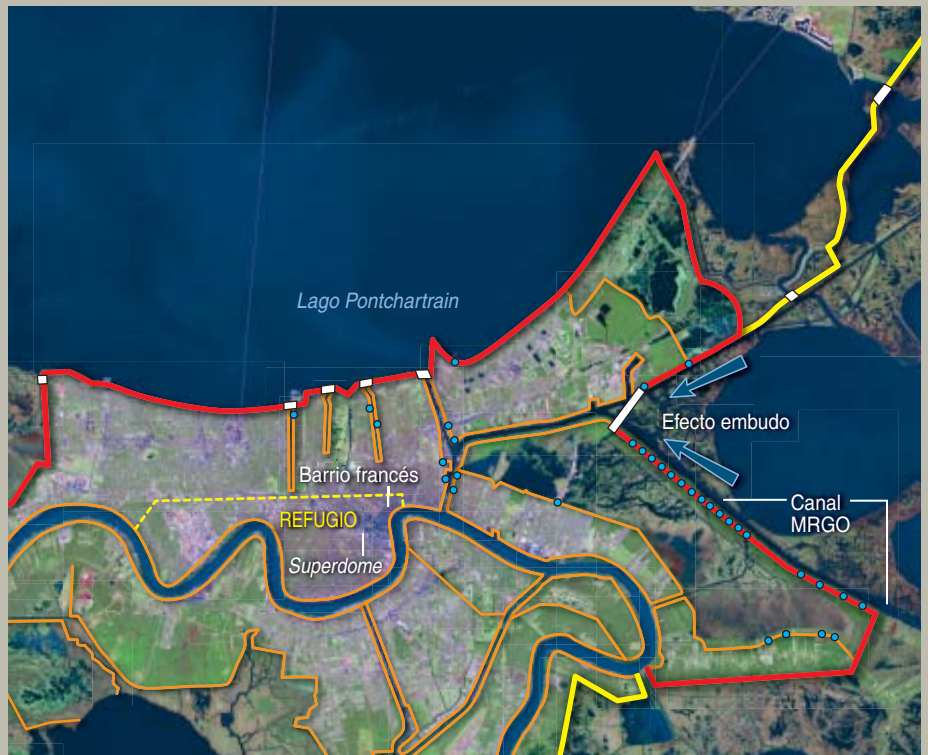 Lago Pontchartrain
Efecto embudo
Barrio francés
Canal
MRGO
REFUGIO
Superdome